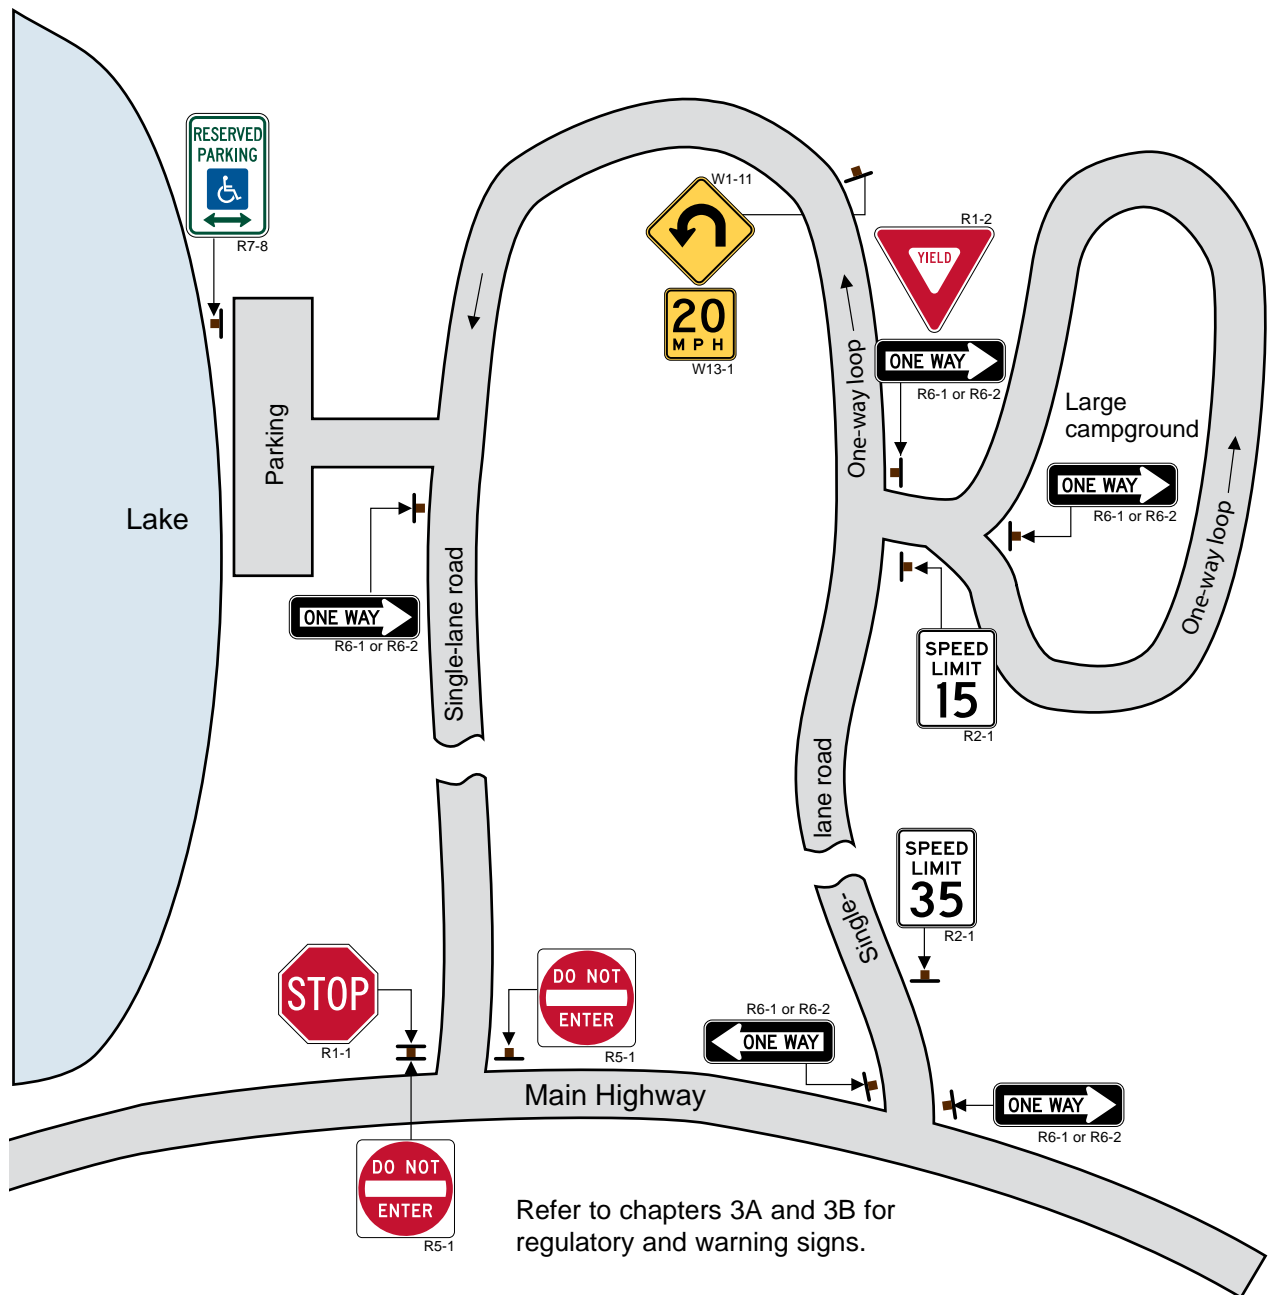 RESERVED
PARKING
R7-8
W1-11
20
MPH
W13-1
R1-2
YIELD
ONE WAY
R6-1 or R6-2
One-way loop
Large
campground
ONE WAY
R6-1 or R6-2
One-way loop
Parking
Lake
ONE WAY
R6-1 or R6-2
Single-lane road
SPEED
LIMIT
15
R2-1
lane road
SPEED
LIMIT
35
R2-1
Single-
STOP
R1-1
DO NOT
ENTER
R5-1
R6-1 or R6-2
ONE WAY
Main Highway
ONE WAY
R6-1 or R6-2
DO NOT
ENTER
R5-1
Refer to chapters 3A and 3B for
regulatory and warning signs.